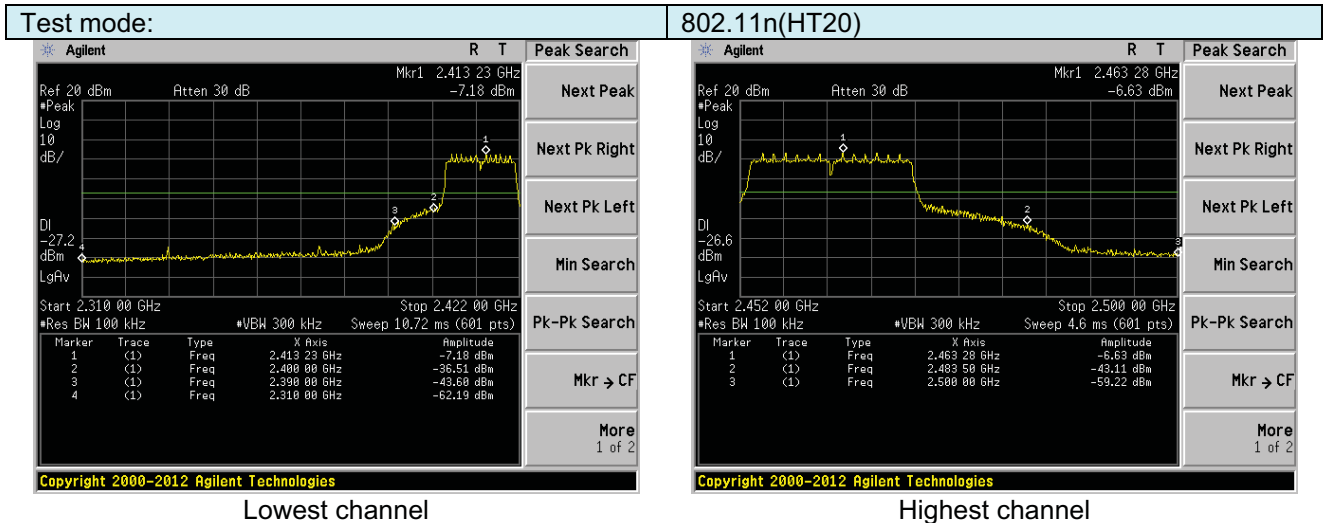 Test mode: 802.11n(HT20)
Agilent R T
Mkr1 2.413 23 GHz
Ref 20 dBm Atten 30 dB -7.18 dBm
#Peak
Log
10
dB/
1
2
3
4
DI
-27.2
dBm
LgAv
Start 2.310 00 GHz Stop 2.422 00 GHz
#Res BW 100 kHz #VBW 300 kHz Sweep 10.72 ms (601 pts)
Marker Trace Type X Axis Amplitude
1 (1) Freq 2.413 23 GHz -7.18 dBm
2 (1) Freq 2.400 00 GHz -36.51 dBm
3 (1) Freq 2.390 00 GHz -43.60 dBm
4 (1) Freq 2.310 00 GHz -62.19 dBm
Peak Search
Next Peak
Next Pk Right
Next Pk Left
Min Search
Pk-Pk Search
Mkr → CF
More
1 of 2
Copyright 2000-2012 Agilent Technologies
Lowest channel
Agilent R T
Mkr1 2.463 28 GHz
Ref 20 dBm Atten 30 dB -6.63 dBm
#Peak
Log
10
dB/
1
2
3
DI
-26.6
dBm
LgAv
Start 2.452 00 GHz Stop 2.500 00 GHz
#Res BW 100 kHz #VBW 300 kHz Sweep 4.6 ms (601 pts)
Marker Trace Type X Axis Amplitude
1 (1) Freq 2.463 28 GHz -6.63 dBm
2 (1) Freq 2.483 50 GHz -43.11 dBm
3 (1) Freq 2.500 00 GHz -59.22 dBm
Peak Search
Next Peak
Next Pk Right
Next Pk Left
Min Search
Pk-Pk Search
Mkr → CF
More
1 of 2
Copyright 2000-2012 Agilent Technologies
Highest channel